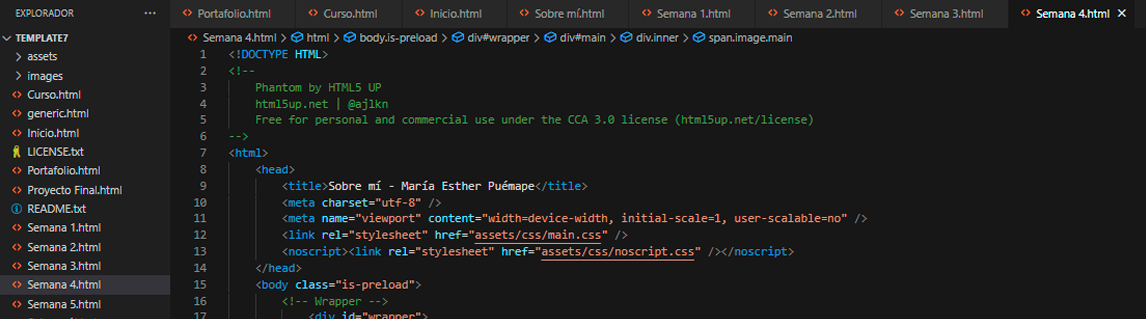 EXPLORADOR ···
TEMPLATE7
assets
images
Curso.html
generic.html
Inicio.html
LICENSE.txt
Portafolio.html
Proyecto Final.html
README.txt
Semana 1.html
Semana 2.html
Semana 3.html
Semana 4.html
Semana 5.html
Portafolio.html Curso.html Inicio.html Sobre mí.html Semana 1.html Semana 2.html Semana 3.html Semana 4.html
Semana 4.html > html > body.is-preload > div#wrapper > div#main > div.inner > span.image.main
1 <!DOCTYPE HTML>
2 <!--
3 Phantom by HTML5 UP
4 html5up.net | @ajlkn
5 Free for personal and commercial use under the CCA 3.0 license (html5up.net/license)
6 -->
7 <html>
8 <head>
9 <title>Sobre mí - María Esther Puémape</title>
10 <meta charset="utf-8" />
11 <meta name="viewport" content="width=device-width, initial-scale=1, user-scalable=no" />
12 <link rel="stylesheet" href="assets/css/main.css" />
13 <noscript><link rel="stylesheet" href="assets/css/noscript.css" /></noscript>
14 </head>
15 <body class="is-preload">
16 <!-- Wrapper -->
17 <div id="wrapper">